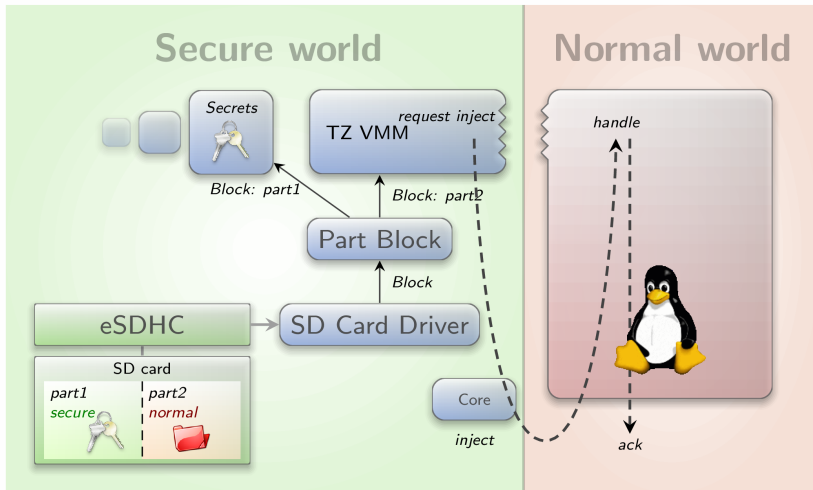 Secure world
Normal world
Secrets
request inject
TZ VMM
handle
Block: part1
Block: part2
Part Block
Block
eSDHC
SD Card Driver
SD card
part1
part2
secure
normal
Core
inject
ack